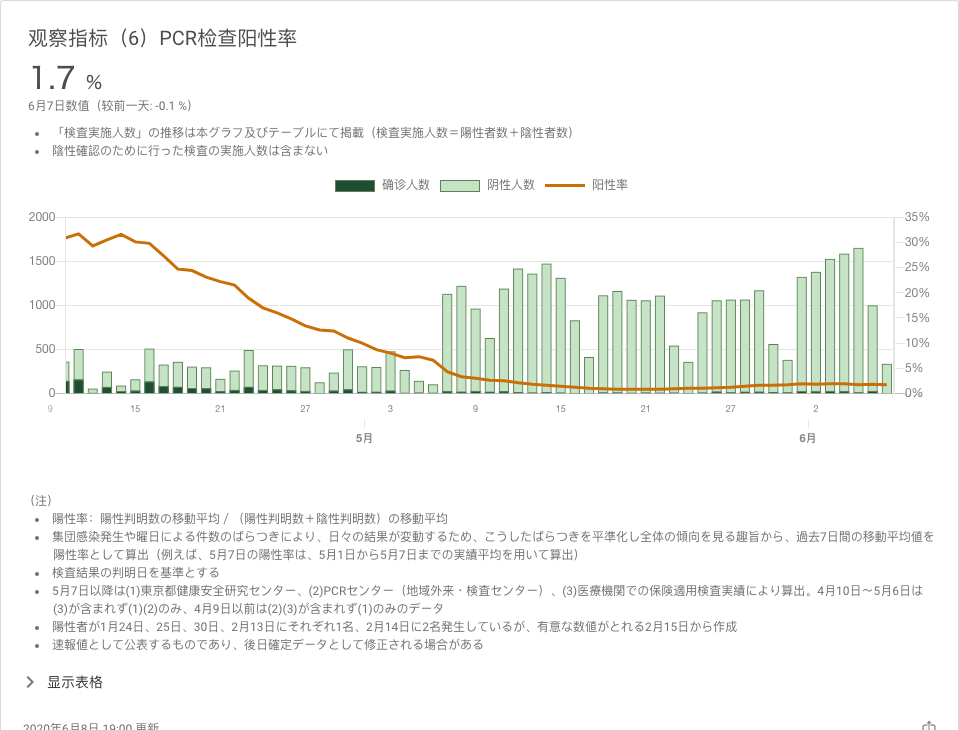 观察指标（6）PCR检查阳性率
1.7 %
6月7日数值（较前一天: -0.1 %）
「検査実施人数」の推移は本グラフ及びテーブルにて掲載（検査実施人数＝陽性者数＋陰性者数）
陰性確認のために行った検査の実施人数は含まない
确诊人数 阴性人数 阳性率
2000 35%
30%
1500
25%
20%
1000
15%
10%
500
5%
0 0%
9 15 21 27 3 9 15 21 27 2
5月 6月
（注）
陽性率：陽性判明数の移動平均 / （陽性判明数＋陰性判明数）の移動平均
集団感染発生や曜日による件数のばらつきにより、日々の結果が変動するため、こうしたばらつきを平準化し全体の傾向を見る趣旨から、過去7日間の移動平均値を
陽性率として算出（例えば、5月7日の陽性率は、5月1日から5月7日までの実績平均を用いて算出）
検査結果の判明日を基準とする
5月7日以降は(1)東京都健康安全研究センター、(2)PCRセンター（地域外来・検査センター）、(3)医療機関での保険適用検査実績により算出。4月10日～5月6日は
(3)が含まれず(1)(2)のみ、4月9日以前は(2)(3)が含まれず(1)のみのデータ
陽性者が1月24日、25日、30日、2月13日にそれぞれ1名、2月14日に2名発生しているが、有意な数値がとれる2月15日から作成
速報値として公表するものであり、後日確定データとして修正される場合がある
显示表格
2020年6月8日 19:00 更新